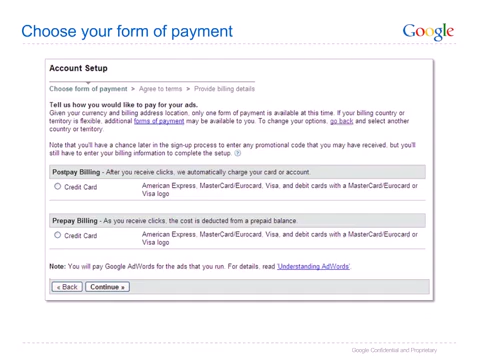 Choose your form of payment
Google
Account Setup
Choose form of payment > Agree to terms > Provide billing details
Tell us how you would like to pay for your ads.
Given your currency and billing address location, only one form of payment is available at this time. If your billing country or
territory is flexible, additional forms of payment may be available to you. To change your options, go back and select another
country or territory.
Note that you'll have a chance later in the sign-up process to enter any promotional code that you may have received, but you'll
still have to enter your billing information to complete the setup. (?)
Postpay Billing - After you receive clicks, we automatically charge your card or account.
Credit Card
American Express, MasterCard/Eurocard, Visa, and debit cards with a MasterCard/Eurocard or
Visa logo
Prepay Billing - As you receive clicks, the cost is deducted from a prepaid balance.
Credit Card
American Express, MasterCard/Eurocard, Visa, and debit cards with a MasterCard/Eurocard or
Visa logo
Note: You will pay Google AdWords for the ads that you run. For details, read 'Understanding AdWords'.
« Back
Continue »
Google Confidential and Proprietary